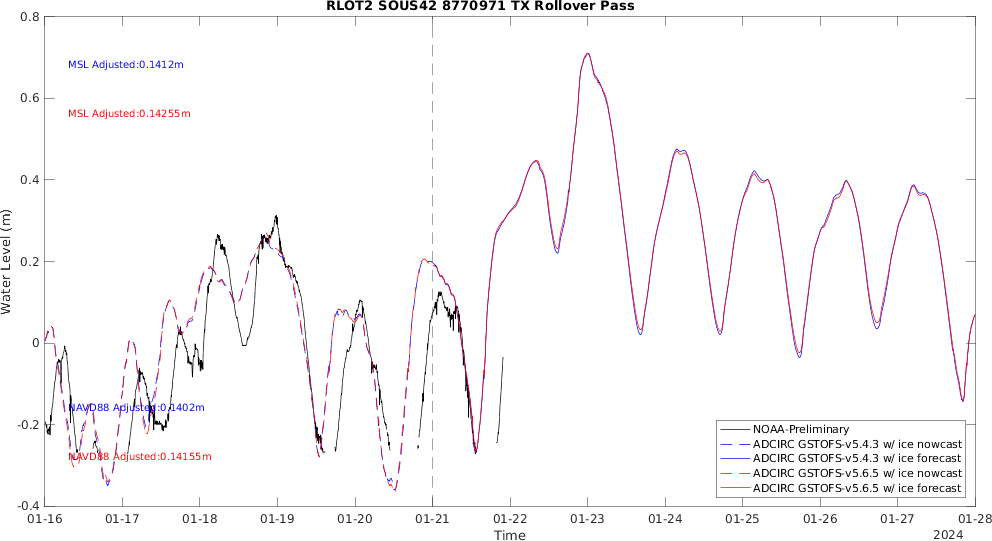 RLOT2 SOUS42 8770971 TX Rollover Pass
0.8
0.6
0.4
0.2
0
-0.2
-0.4
Water Level (m)
MSL Adjusted:0.1412m
MSL Adjusted:0.14255m
NAVD88 Adjusted:0.1402m
NAVD88 Adjusted:0.14155m
NOAA-Preliminary
ADCIRC GSTOFS-v5.4.3 w/ ice nowcast
ADCIRC GSTOFS-v5.4.3 w/ ice forecast
ADCIRC GSTOFS-v5.6.5 w/ ice nowcast
ADCIRC GSTOFS-v5.6.5 w/ ice forecast
01-16 01-17 01-18 01-19 01-20 01-21 01-22 01-23 01-24 01-25 01-26 01-27 01-28
Time
2024